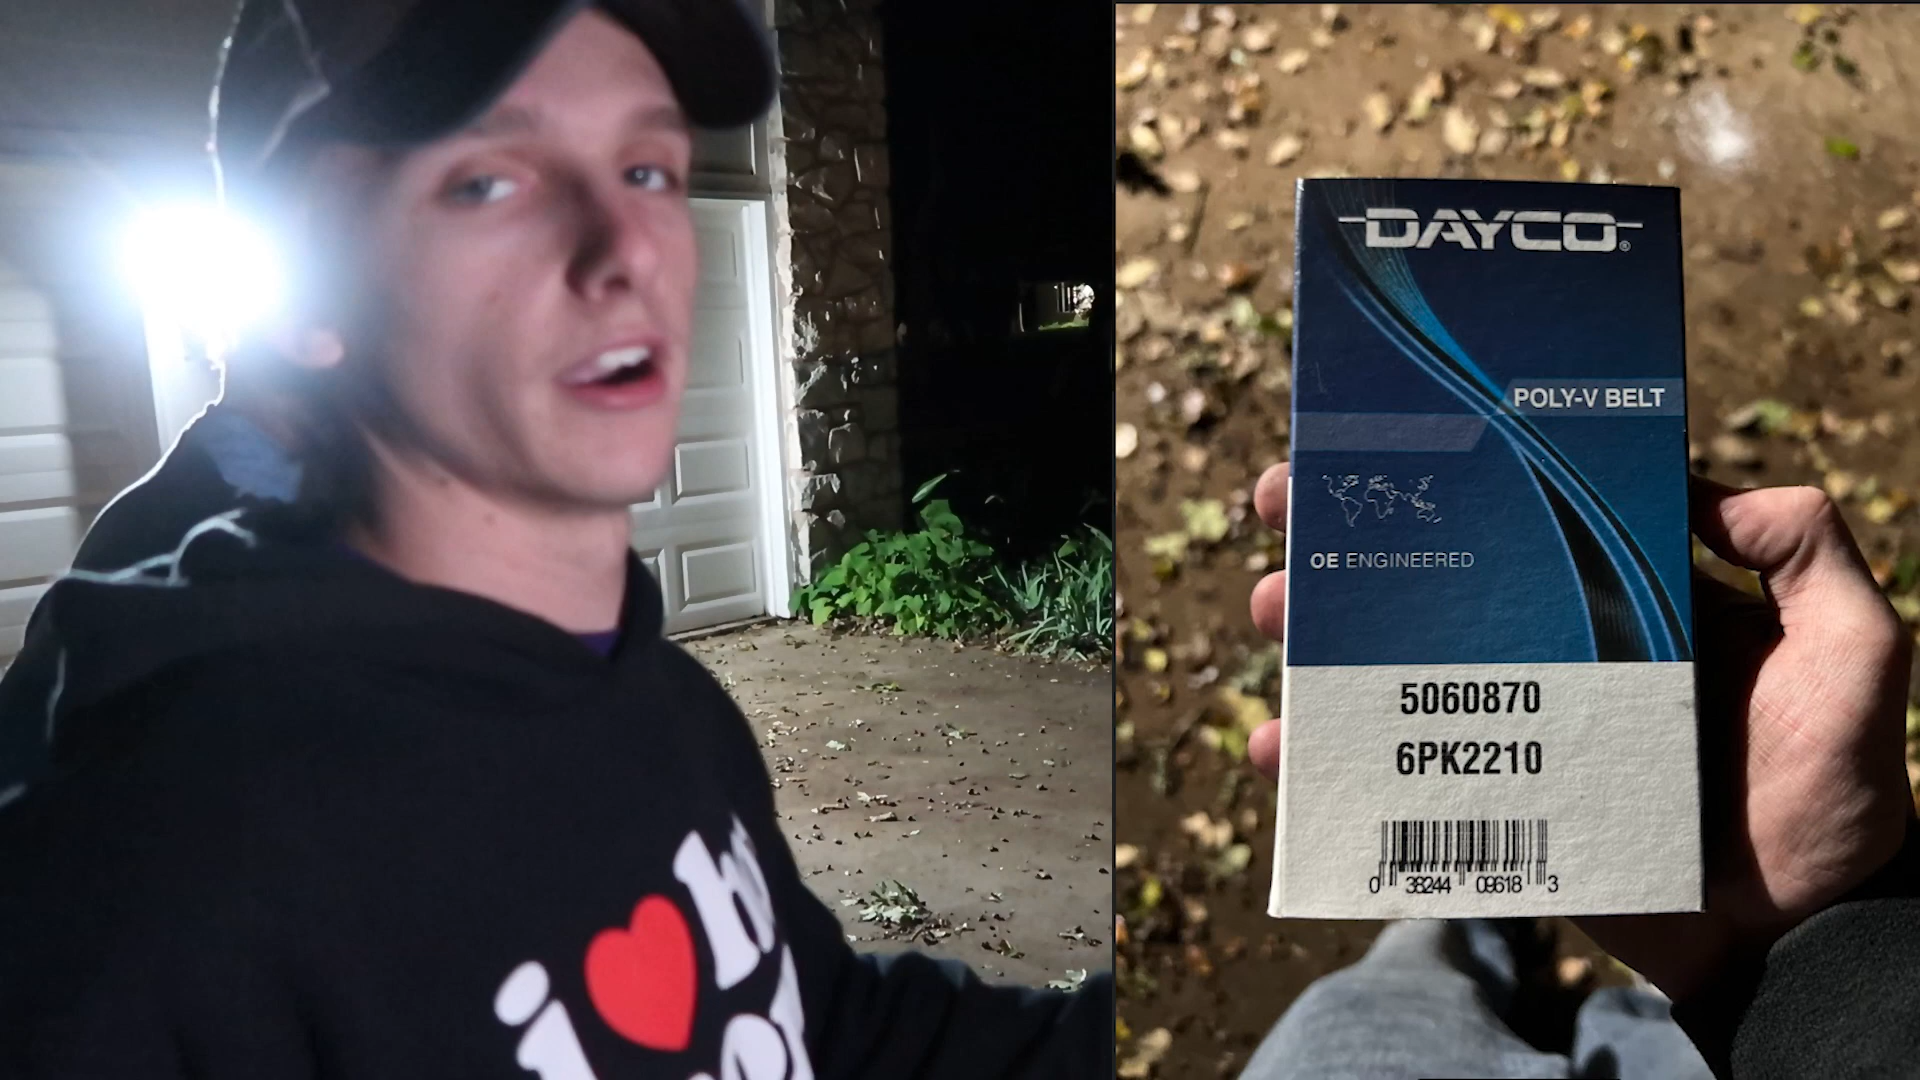 i
DAYCO®
POLY-V BELT
OE ENGINEERED
5060870
6PK2210
0 38244 09618 3